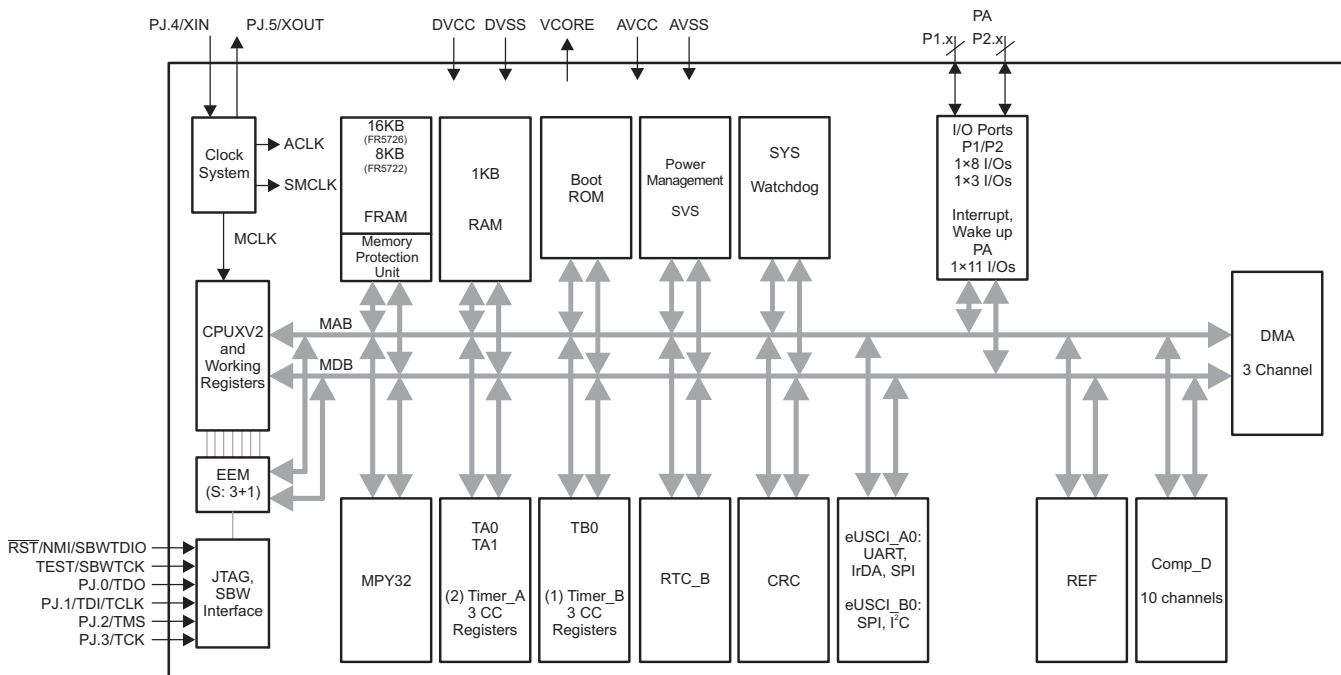 PJ.4/XIN
PJ.5/XOUT
DVCC
DVSS
VCORE
AVCC
AVSS
PA
P1.x
P2.x
Clock
System
ACLK
SMCLK
MCLK
16KB
(FR5726)
8KB
(FR5722)
FRAM
Memory
Protection
Unit
1KB
RAM
Boot
ROM
Power
Management
SVS
SYS
Watchdog
I/O Ports
P1/P2
1×8 I/Os
1×3 I/Os
Interrupt,
Wake up
PA
1×11 I/Os
CPUXV2
and
Working
Registers
MAB
MDB
DMA
3 Channel
EEM
(S: 3+1)
RST/NMI/SBWTDIO
TEST/SBWTCK
PJ.0/TDO
PJ.1/TDI/TCLK
PJ.2/TMS
PJ.3/TCK
JTAG,
SBW
Interface
MPY32
TA0
TA1
(2) Timer_A
3 CC
Registers
TB0
(1) Timer_B
3 CC
Registers
RTC_B
CRC
eUSCI_A0:
UART,
IrDA, SPI
eUSCI_B0:
SPI, I²C
REF
Comp_D
10 channels